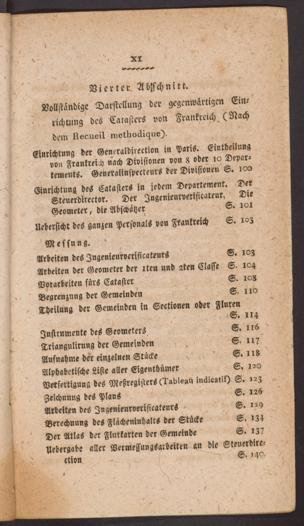 XI
Vierter Abschnitt.
Vollständige Darstellung der gegenwärtigen Ein-
richtung des Catasters von Frankreich (Nach
dem Recueil methodique).
Einrichtung der Generaldirection in Paris. Eintheilung
von Frankreich nach Divisionen von 8 oder 10 Depar-
tements. Generalinspecteurs der Divisionen S. 100
Einrichtung des Catasters in jedem Departement. Der
Steuerdirector. Der Ingenieurverificateur. Die
Geometer, die Abschätzer S. 101
Uebersicht des ganzen Personals von Frankreich S. 103
Messung.
Arbeiten des Ingenieurverificateurs S. 103
Arbeiten der Geometer der 1ten und 2ten Classe S. 104
Vorarbeiten fürs Cataster S. 108
Begrenzung der Gemeinden S. 110
Theilung der Gemeinden in Sectionen oder Fluren
S. 114
Instrumente des Geometers S. 116
Triangulirung der Gemeinden S. 117
Aufnahme der einzelnen Stücke S. 118
Alphabetische Liste aller Eigenthümer S. 120
Verfertigung des Meßregisters (Tableau indicatif) S. 123
Zeichnung des Plans S. 126
Arbeiten des Ingenieurverificateurs S. 129
Berechnung des Flächeninhalts der Stücke S. 134
Der Atlas der Flurkarten der Gemeinde S. 137
Uebergabe aller Vermessungsarbeiten an die Steuerdire-
ction S. 140